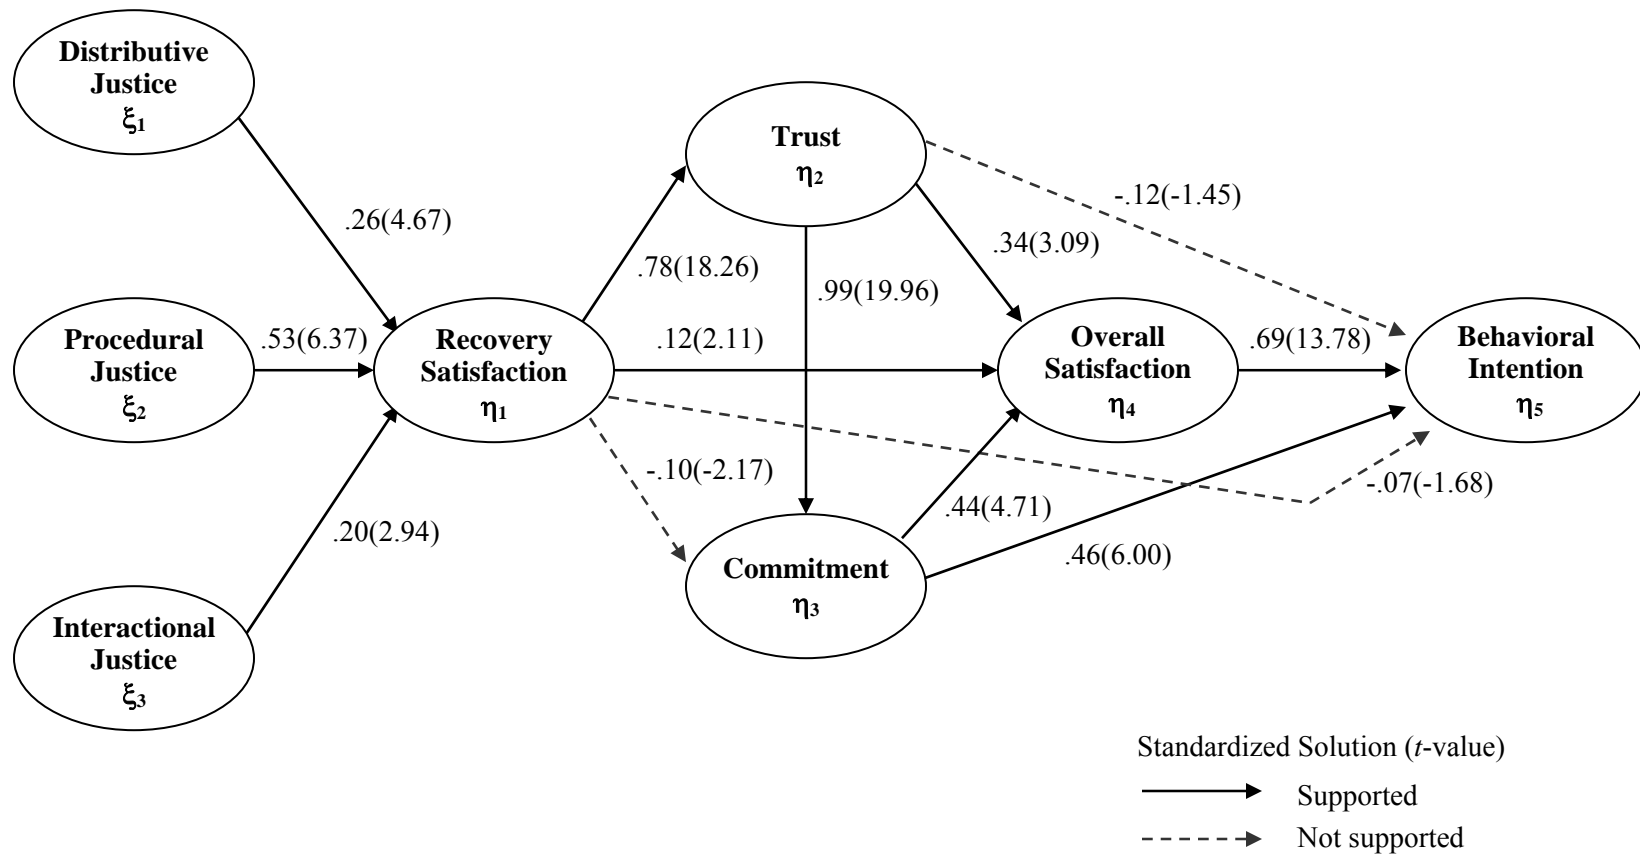 Distributive
Justice
ξ1
.26(4.67)
Procedural
Justice
ξ2
.53(6.37)
Interactional
Justice
ξ3
.20(2.94)
Recovery
Satisfaction
η1
.78(18.26)
.12(2.11)
-.10(-2.17)
Trust
η2
.99(19.96)
.34(3.09)
-.12(-1.45)
Commitment
η3
.44(4.71)
.46(6.00)
Overall
Satisfaction
η4
.69(13.78)
-.07(-1.68)
Behavioral
Intention
η5
Standardized Solution (t-value)
Supported
Not supported